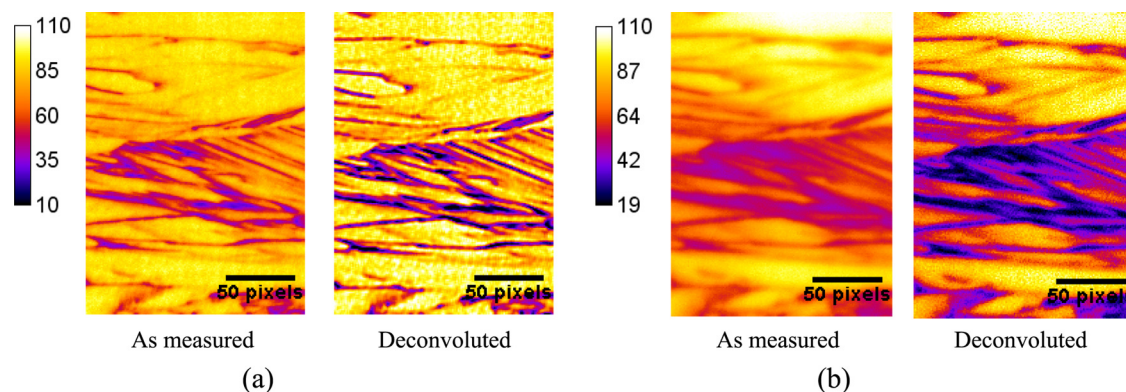 110
85
60
35
10
50 pixels
50 pixels
As measured
Deconvoluted
(a)
110
87
64
42
19
50 pixels
50 pixels
As measured
Deconvoluted
(b)